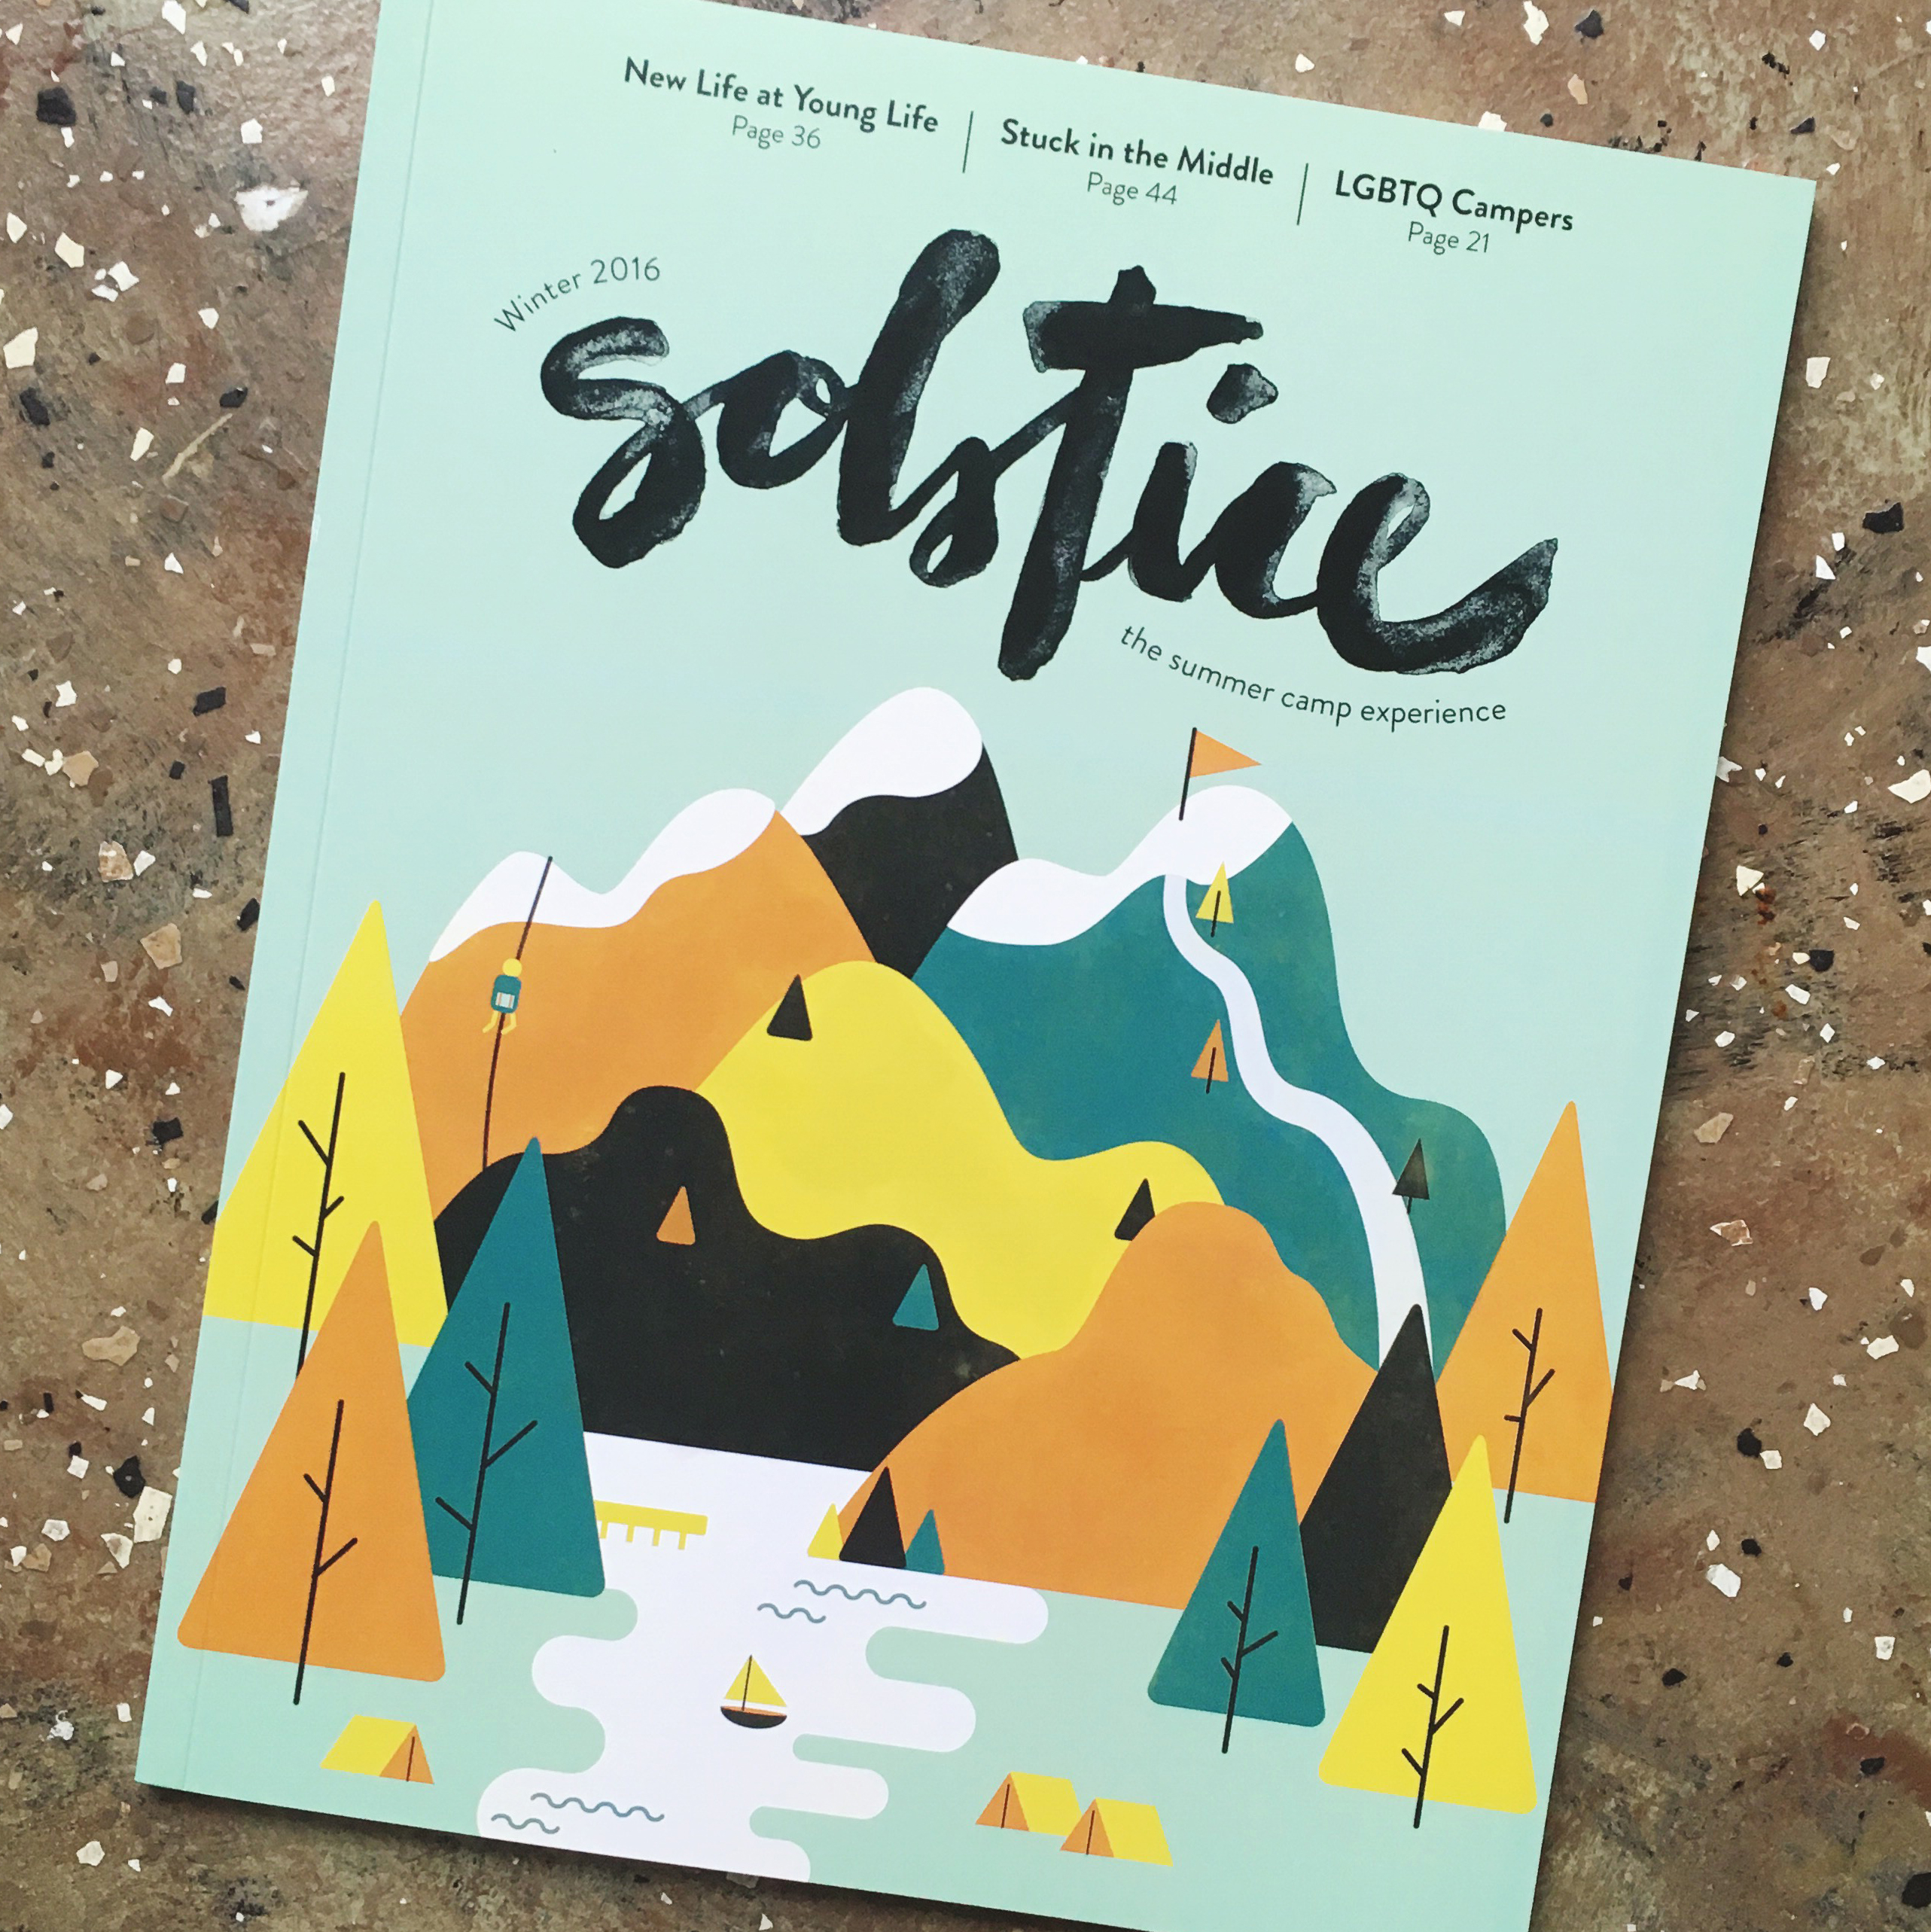 New Life at Young Life
Page 36
Stuck in the Middle
Page 44
LGBTQ Campers
Page 21
Winter 2016
solstice
the summer camp experience